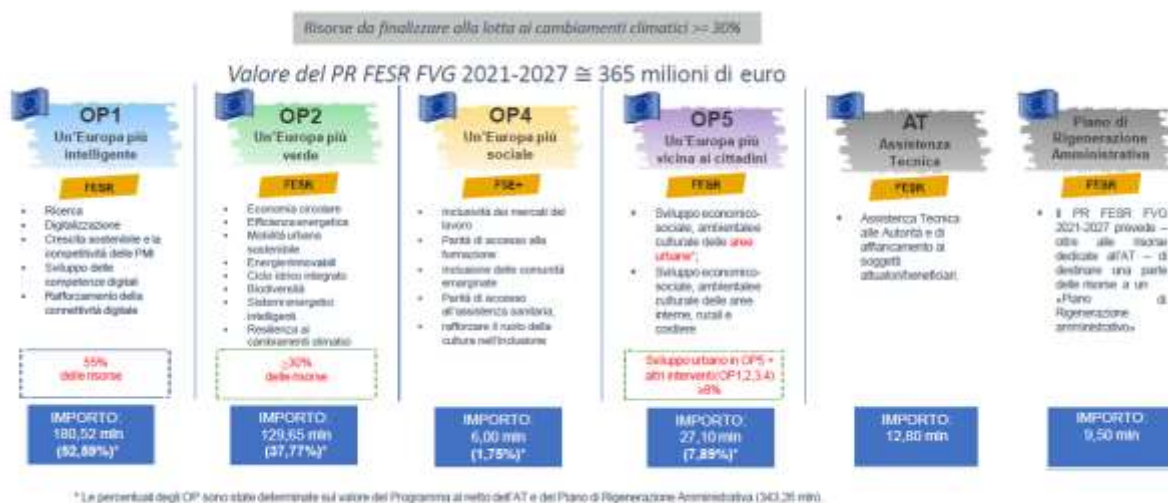 Risorse da finalizzare alla lotta ai cambiamenti climatici >= 30%
Valore del PR FESR FVG 2021-2027 ≅ 365 milioni di euro
OP1
Un'Europa più
intelligente
FESR
• Ricerca
• Digitalizzazione
• Crescita sostenibile e la
competitività delle PMI
• Sviluppo delle
competenze digitali
• Rafforzamento della
connettività digitale
55%
delle risorse
IMPORTO:
180,52 mln
(52,59%)*
OP2
Un'Europa più
verde
FESR
• Economia circolare
• Efficienza energetica
• Mobilità urbana
sostenibile
• Energie rinnovabili
• Ciclo idrico integrato
• Biodiversità
• Sistemi energetici
intelligenti
• Resilienza ai
cambiamenti climatici
≥30%
delle risorse
IMPORTO:
129,65 mln
(37,77%)*
OP4
Un'Europa più
sociale
FSE+
• Inclusività dei mercati del
lavoro
• Parità di accesso alla
formazione
• Inclusione delle comunità
emarginate
• Parità di accesso
all'assistenza sanitaria,
• rafforzare il ruolo della
cultura nell'inclusione
IMPORTO:
6,00 mln
(1,75%)*
OP5
Un'Europa più
vicina ai cittadini
FESR
• Sviluppo economico-
sociale, ambientale e
culturale delle aree
urbane*;
• Sviluppo economico-
sociale, ambientale e
culturale delle aree
interne, rurali e
costiere
Sviluppo urbano in OP5 +
altri interventi (OP1,2,3,4)
≥8%
IMPORTO:
27,10 mln
(7,89%)*
AT
Assistenza
Tecnica
FESR
• Assistenza Tecnica
alle Autorità e di
affiancamento ai
soggetti
attuatori/beneficiari.
IMPORTO:
12,80 mln
Piano di
Rigenerazione
Amministrativa
FESR
• Il PR FESR FVG
2021-2027 prevede –
oltre alle risorse
dedicate all'AT – di
destinare una parte
delle risorse a un
«Piano di
Rigenerazione
amministrativo»
IMPORTO:
9,50 mln
* Le percentuali degli OP sono state determinate sul valore del Programma al netto dell'AT e del Piano di Rigenerazione Amministrativa (343,26 mln).